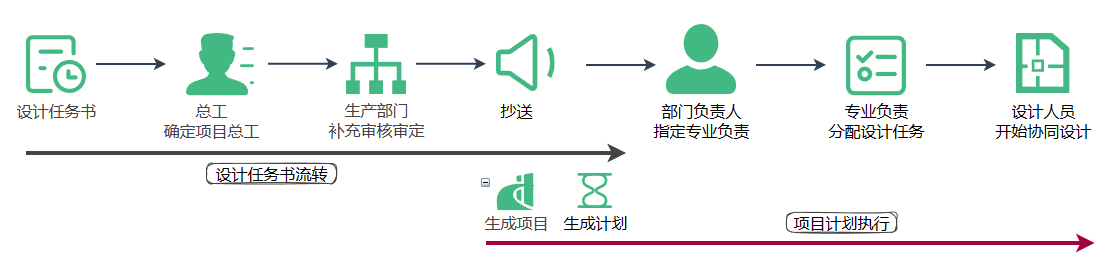 设计任务书
总工
确定项目总工
生产部门
补充审核审定
抄送
部门负责人
指定专业负责
专业负责
分配设计任务
设计人员
开始协同设计
设计任务书流转
生成项目
生成计划
项目计划执行